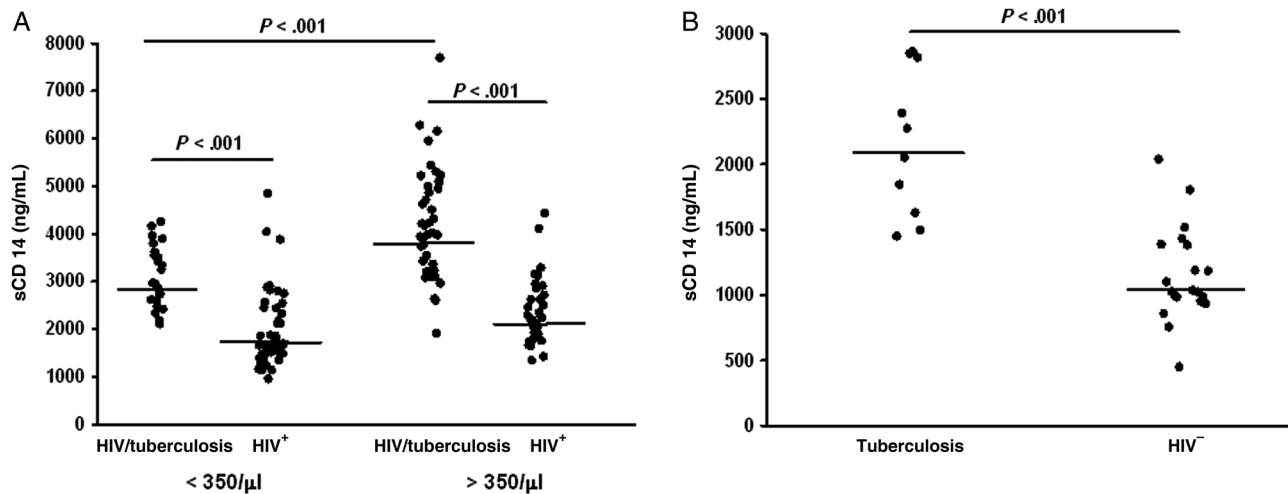 A
P < .001
8000
7000
6000
5000
4000
3000
2000
1000
0
sCD 14 (ng/mL)
P < .001
P < .001
HIV/tuberculosis HIV+ HIV/tuberculosis HIV+
< 350/µl > 350/µl
B
P < .001
3000
2500
2000
1500
1000
500
0
sCD 14 (ng/mL)
Tuberculosis HIV−